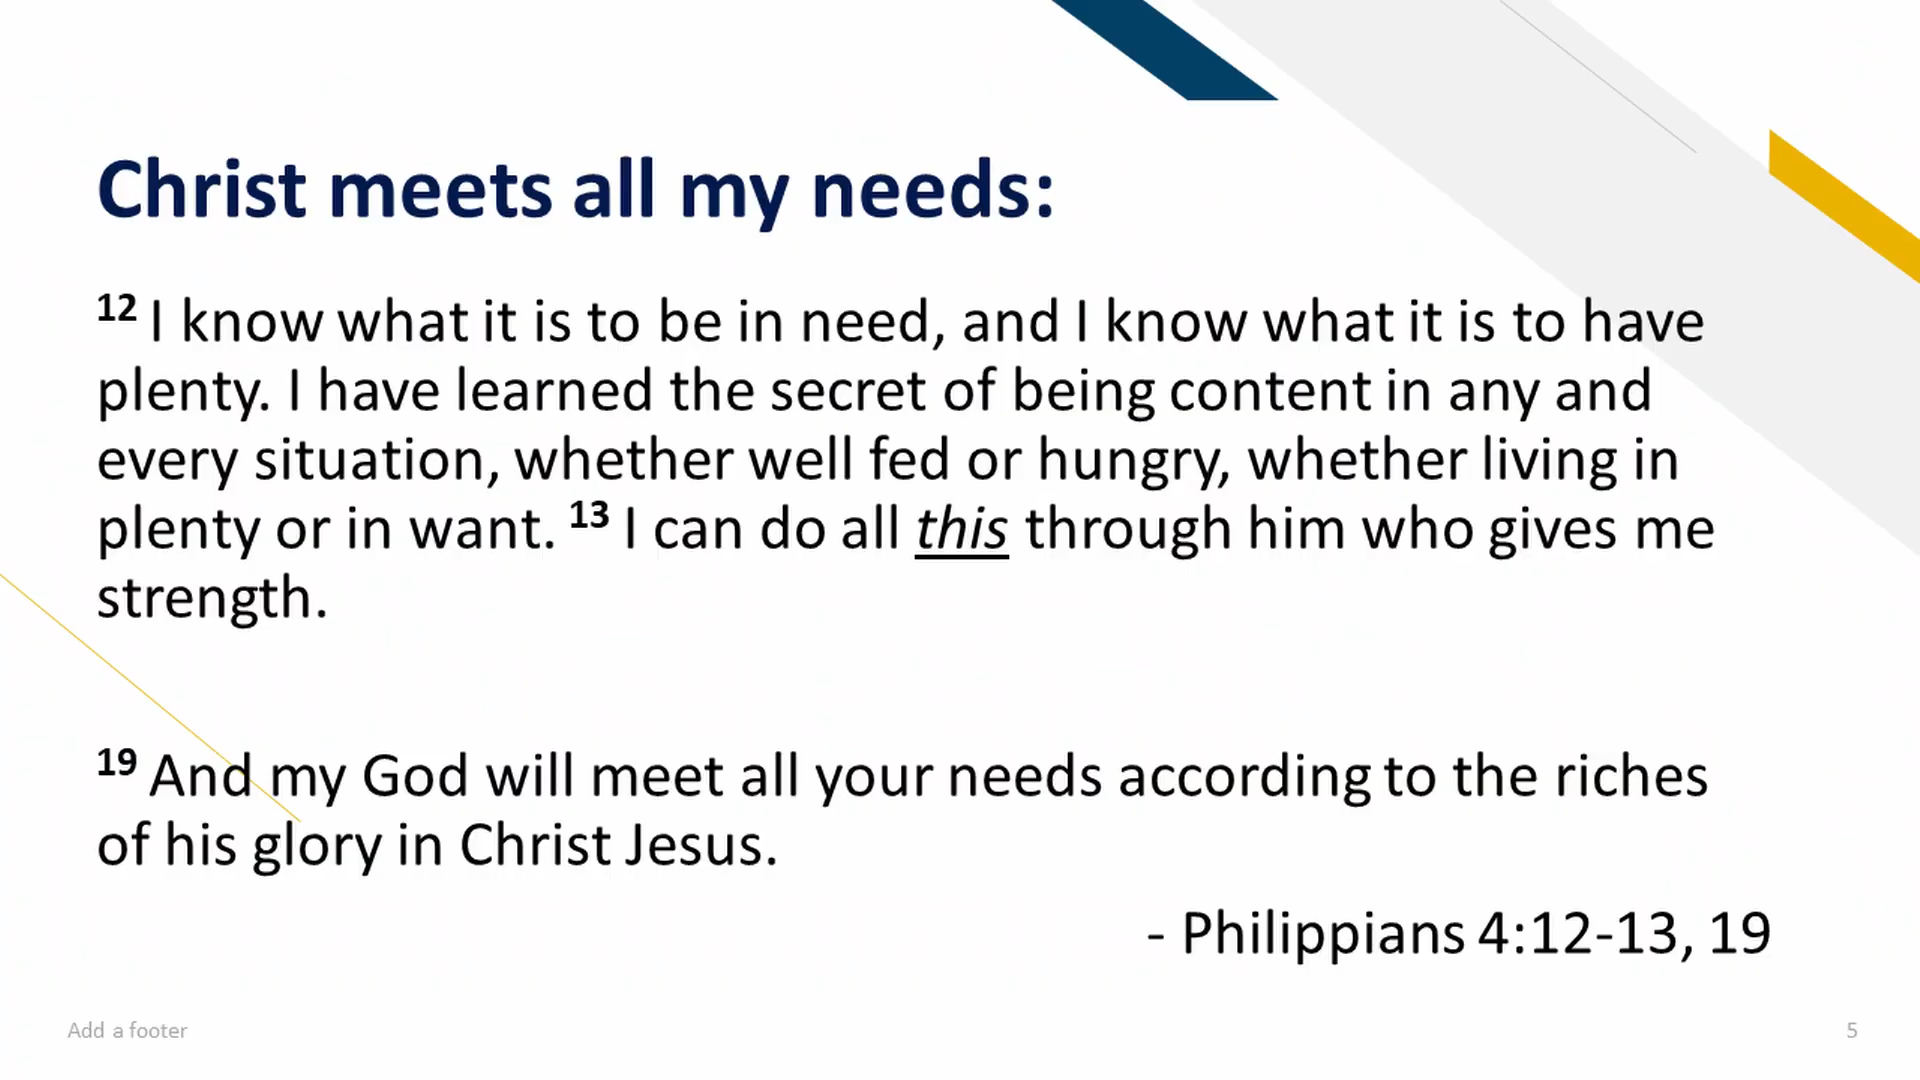 Christ meets all my needs:
12 I know what it is to be in need, and I know what it is to have
plenty. I have learned the secret of being content in any and
every situation, whether well fed or hungry, whether living in
plenty or in want. 13 I can do all this through him who gives me
strength.
19 And my God will meet all your needs according to the riches
of his glory in Christ Jesus.
- Philippians 4:12-13, 19
Add a footer
5